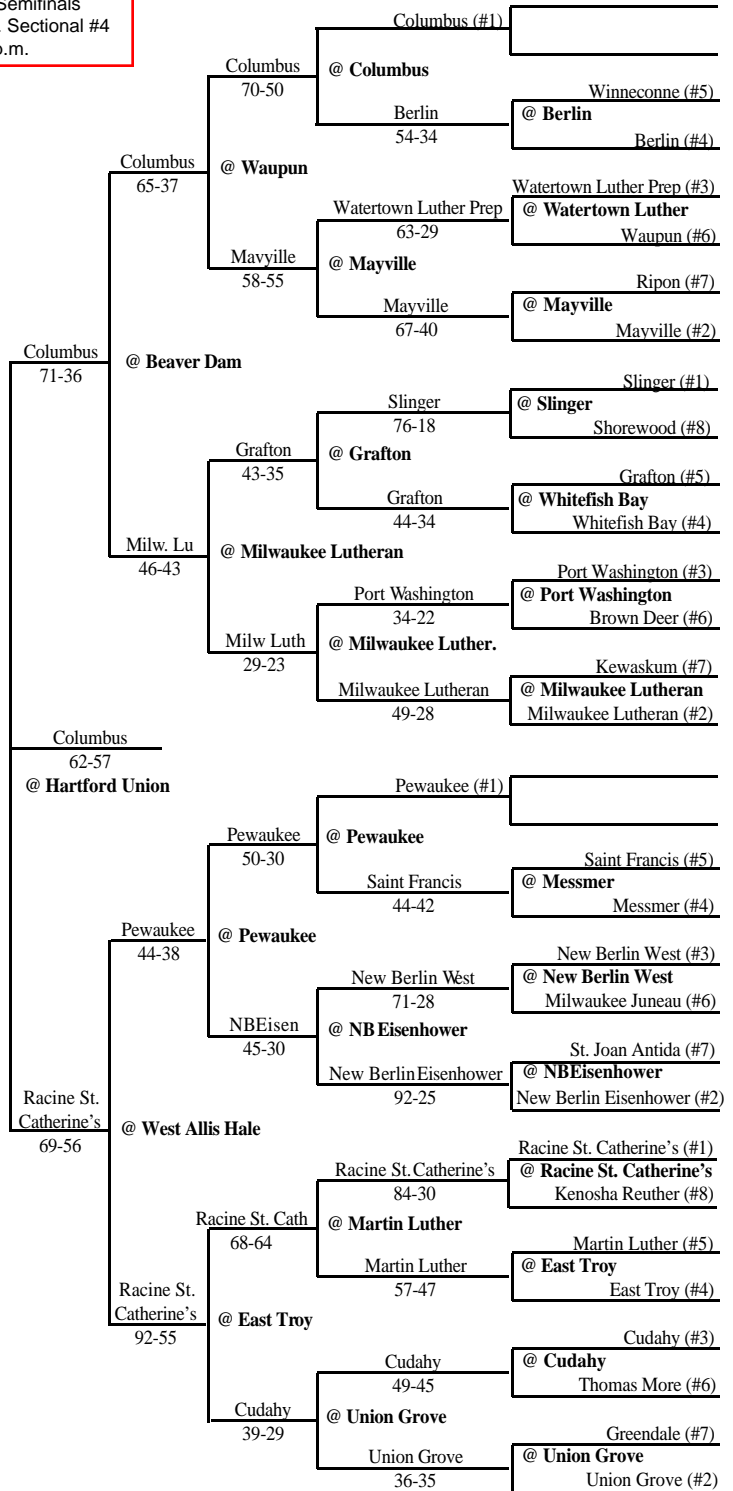 Semifinals
Sectional #4
p.m.
Columbus (#1)
Columbus
70-50
@ Columbus
Winneconne (#5)
Berlin
54-34
@ Berlin
Berlin (#4)
Columbus
65-37
@ Waupun
Watertown Luther Prep (#3)
Watertown Luther Prep
63-29
@ Watertown Luther
Waupun (#6)
Mavyille
58-55
@ Mayville
Ripon (#7)
Mayville
67-40
@ Mayville
Mayville (#2)
Columbus
71-36
@ Beaver Dam
Slinger (#1)
Slinger
76-18
@ Slinger
Shorewood (#8)
Grafton
43-35
@ Grafton
Grafton (#5)
Grafton
44-34
@ Whitefish Bay
Whitefish Bay (#4)
Milw. Lu
46-43
@ Milwaukee Lutheran
Port Washington (#3)
Port Washington
34-22
@ Port Washington
Brown Deer (#6)
Milw Luth
29-23
@ Milwaukee Luther.
Kewaskum (#7)
Milwaukee Lutheran
49-28
@ Milwaukee Lutheran
Milwaukee Lutheran (#2)
Columbus
62-57
@ Hartford Union
Pewaukee (#1)
Pewaukee
50-30
@ Pewaukee
Saint Francis (#5)
Saint Francis
44-42
@ Messmer
Messmer (#4)
Pewaukee
44-38
@ Pewaukee
New Berlin West (#3)
New Berlin West
71-28
@ New Berlin West
Milwaukee Juneau (#6)
NBEisen
45-30
@ NB Eisenhower
St. Joan Antida (#7)
New Berlin Eisenhower
92-25
@ NBEisenhower
New Berlin Eisenhower (#2)
Racine St.
Catherine's
69-56
@ West Allis Hale
Racine St. Catherine's (#1)
Racine St. Catherine's
84-30
@ Racine St. Catherine's
Kenosha Reuther (#8)
Racine St. Cath
68-64
@ Martin Luther
Martin Luther (#5)
Martin Luther
57-47
@ East Troy
East Troy (#4)
Racine St.
Catherine's
92-55
@ East Troy
Cudahy (#3)
Cudahy
49-45
@ Cudahy
Thomas More (#6)
Cudahy
39-29
@ Union Grove
Greendale (#7)
Union Grove
36-35
@ Union Grove
Union Grove (#2)